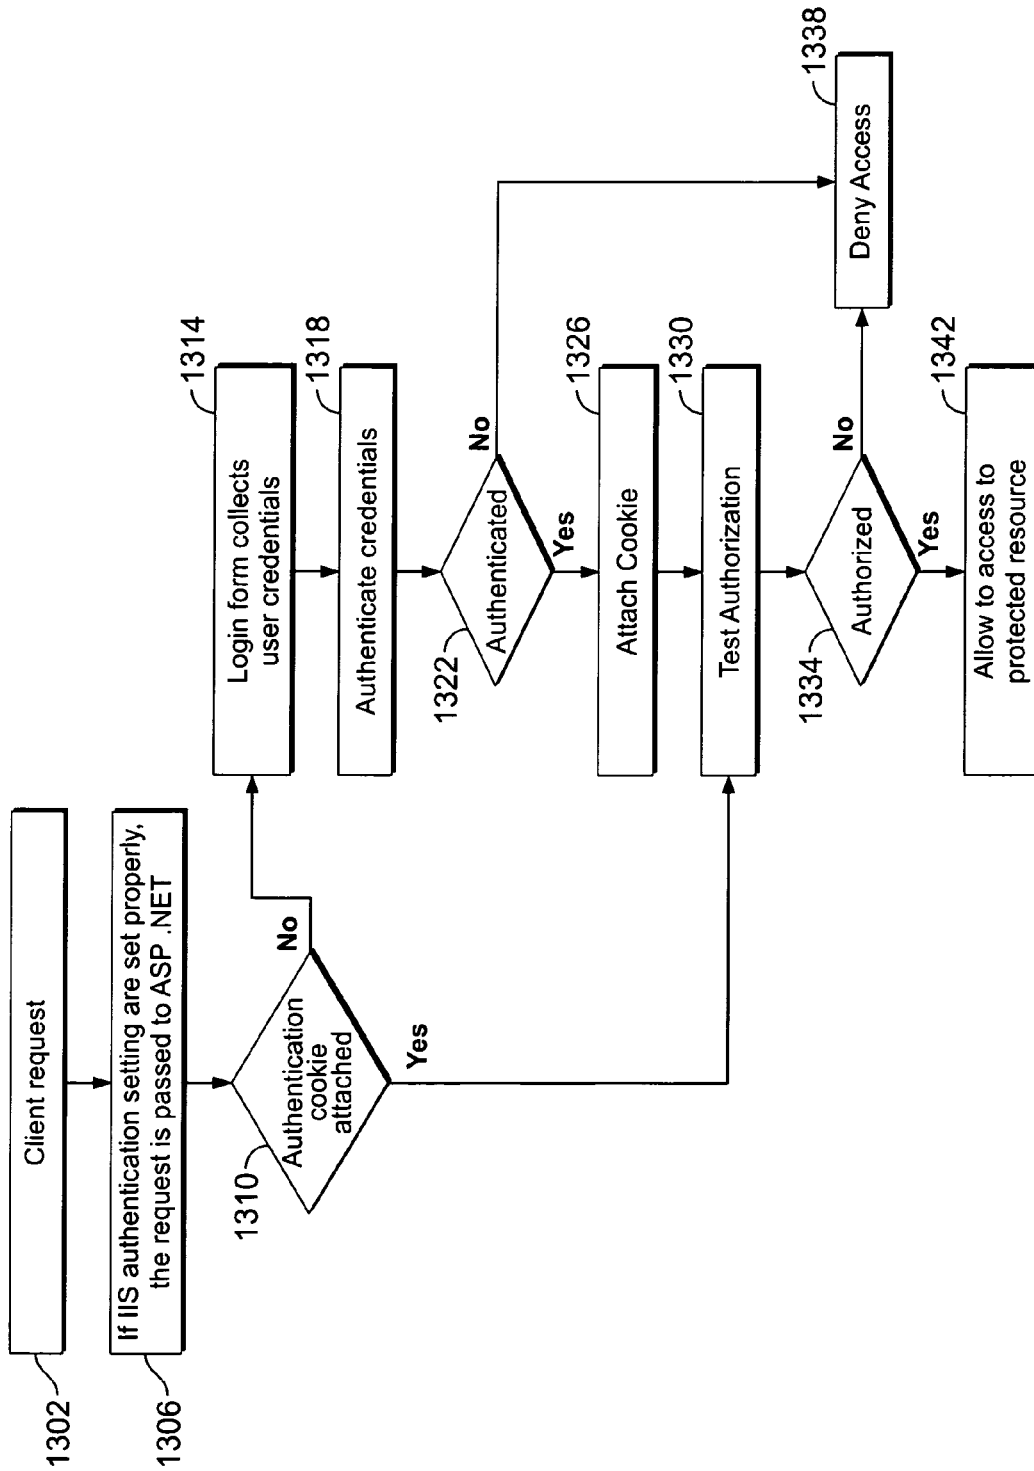 1302
Client request
1306
If IIS authentication setting are set properly,
the request is passed to ASP .NET
1310
Authentication
cookie
attached
No
Yes
1314
Login form collects
user credentials
1318
Authenticate credentials
1322
Authenticated
No
Yes
1326
Attach Cookie
1330
Test Authorization
1334
Authorized
No
Yes
1338
Deny Access
1342
Allow to access to
protected resource